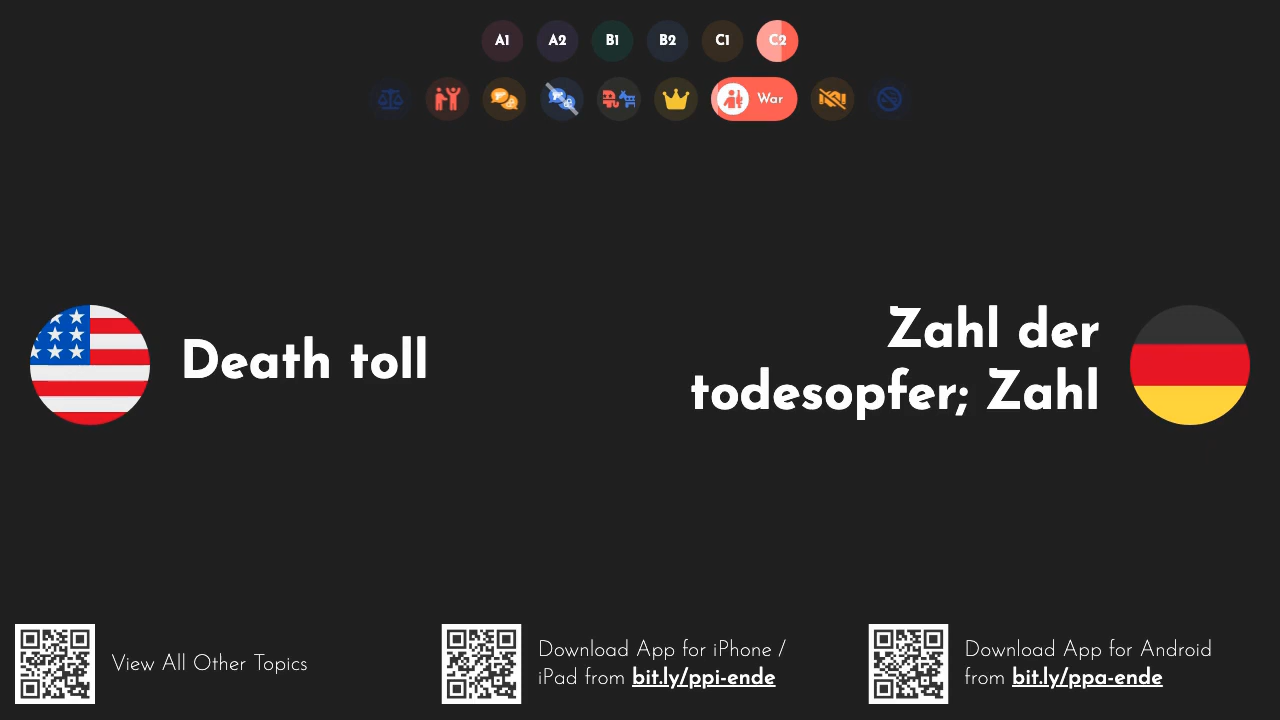 A1 A2 B1 B2 C1 C2
War
Death toll
Zahl der
todesopfer; Zahl
View All Other Topics
Download App for iPhone /
iPad from bit.ly/ppi-ende
Download App for Android
from bit.ly/ppa-ende